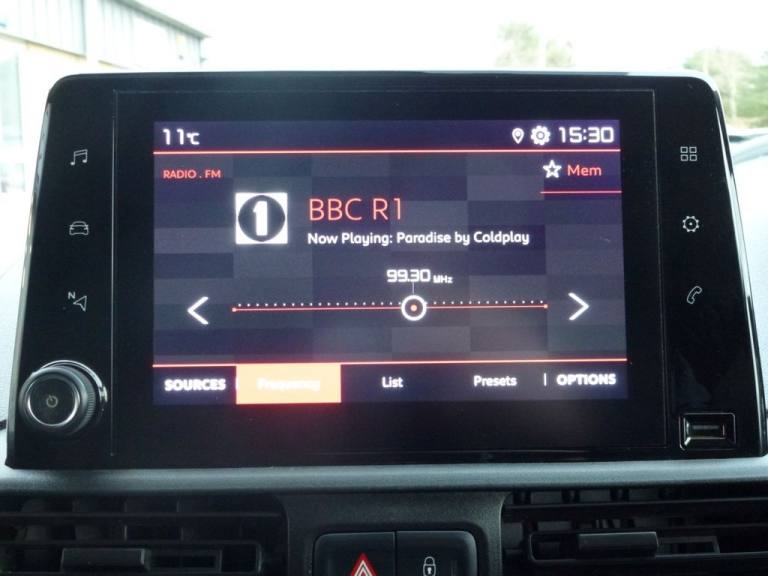 11°C 15:30
RADIO . FM Mem
1 BBC R1
Now Playing: Paradise by Coldplay
99.30 MHz
N
SOURCES Frequency List Presets OPTIONS